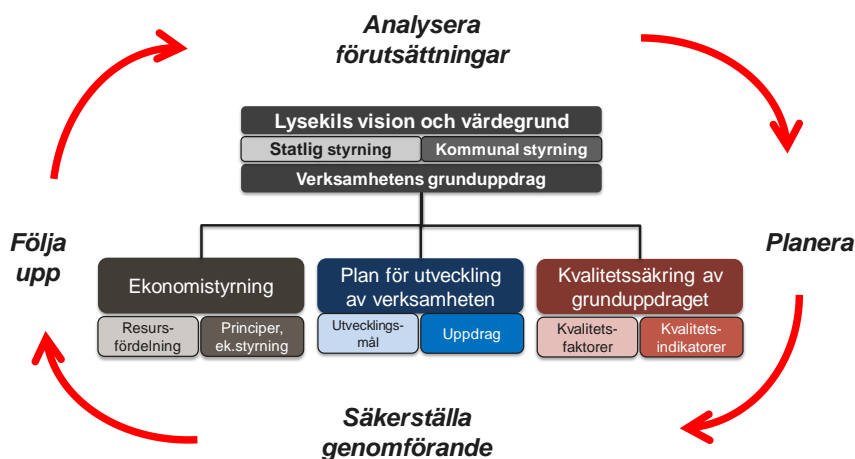 Analysera
förutsättningar
Lysekils vision och värdegrund
Statlig styrning
Kommunal styrning
Verksamhetens grunduppdrag
Följa
upp
Planera
Ekonomistyrning
Plan för utveckling
av verksamheten
Kvalitetssäkring av
grunduppdraget
Resurs-
fördelning
Principer,
ek.styrning
Utvecklings-
mål
Uppdrag
Kvalitets-
faktorer
Kvalitets-
indikatorer
Säkerställa
genomförande